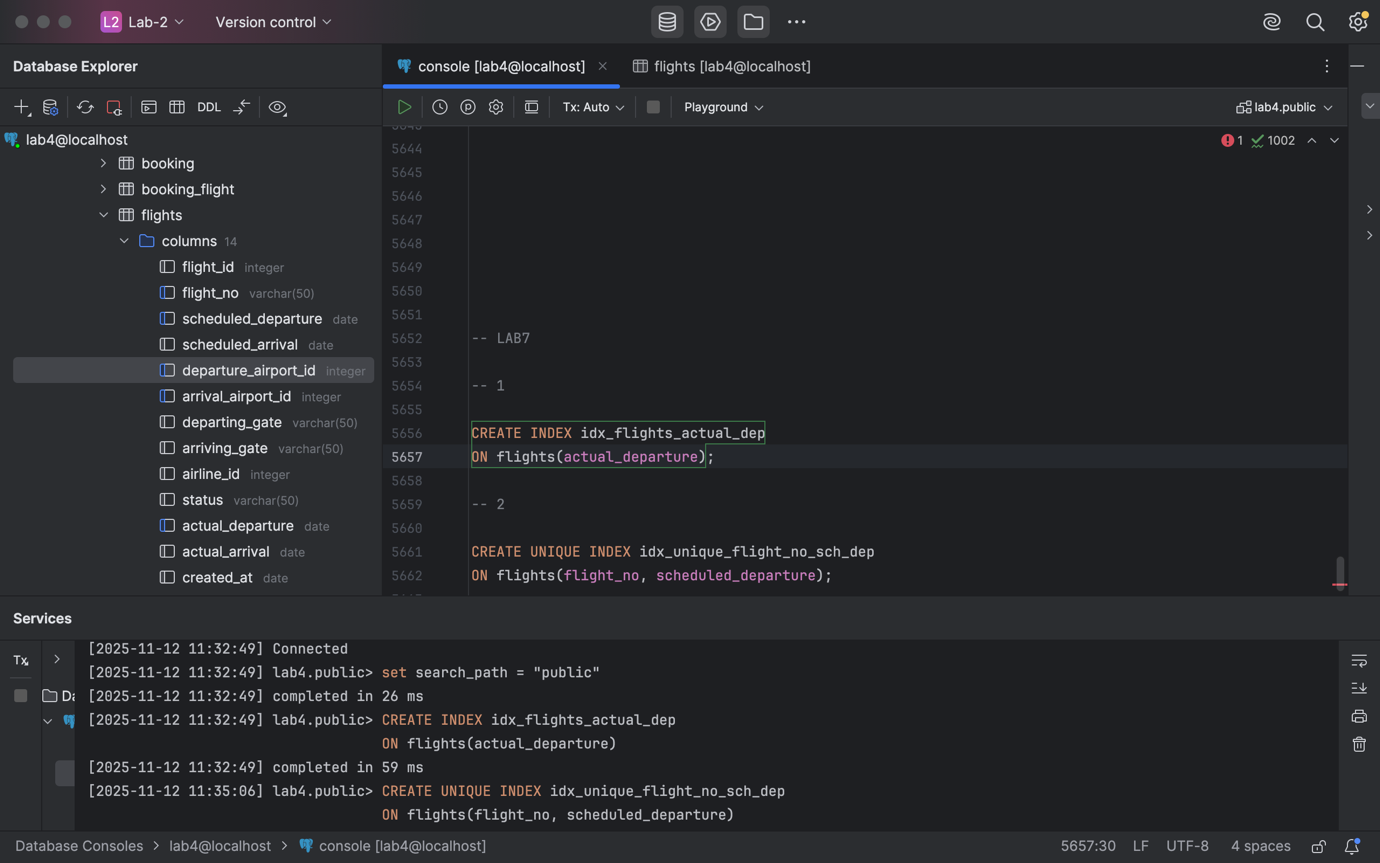 L2 Lab-2 Version control
Database Explorer
console [lab4@localhost] flights [lab4@localhost]
DDL
Tx: Auto Playground lab4.public
lab4@localhost
booking
booking_flight
flights
columns 14
flight_id integer
flight_no varchar(50)
scheduled_departure date
scheduled_arrival date
departure_airport_id integer
arrival_airport_id integer
departing_gate varchar(50)
arriving_gate varchar(50)
airline_id integer
status varchar(50)
actual_departure date
actual_arrival date
created_at date
1 1002
5644
5645
5646
5647
5648
5649
5650
5651
5652 -- LAB7
5653
5654 -- 1
5655
5656 CREATE INDEX idx_flights_actual_dep
5657 ON flights(actual_departure);
5658
5659 -- 2
5660
5661 CREATE UNIQUE INDEX idx_unique_flight_no_sch_dep
5662 ON flights(flight_no, scheduled_departure);
Services
Tx
Da
[2025-11-12 11:32:49] Connected
[2025-11-12 11:32:49] lab4.public> set search_path = "public"
[2025-11-12 11:32:49] completed in 26 ms
[2025-11-12 11:32:49] lab4.public> CREATE INDEX idx_flights_actual_dep
ON flights(actual_departure)
[2025-11-12 11:32:49] completed in 59 ms
[2025-11-12 11:35:06] lab4.public> CREATE UNIQUE INDEX idx_unique_flight_no_sch_dep
ON flights(flight_no, scheduled_departure)
Database Consoles > lab4@localhost > console [lab4@localhost]
5657:30 LF UTF-8 4 spaces